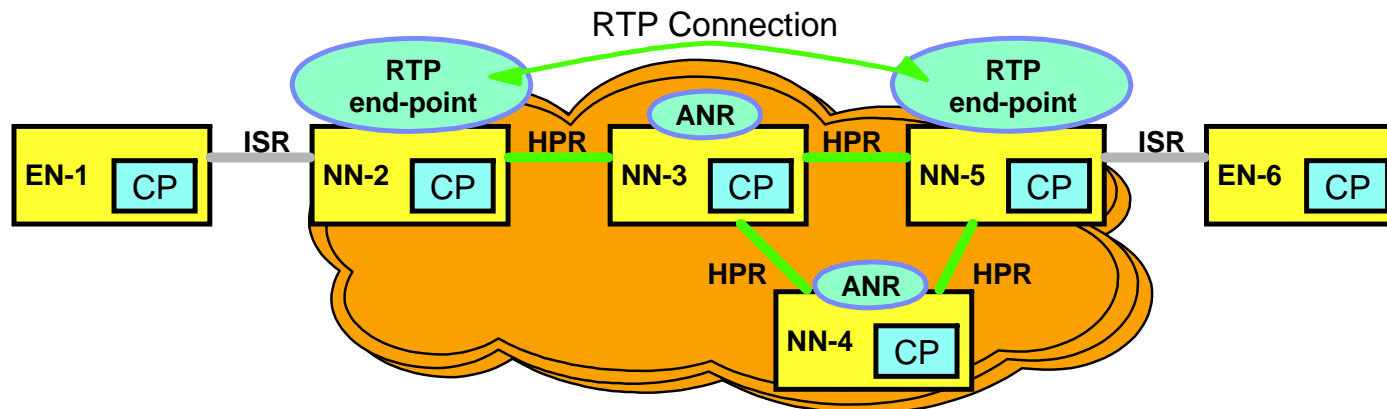 RTP Connection
RTP
end-point
RTP
end-point
ANR
ISR
HPR
HPR
ISR
EN-1
CP
NN-2
CP
NN-3
CP
NN-5
CP
EN-6
CP
HPR
ANR
HPR
NN-4
CP